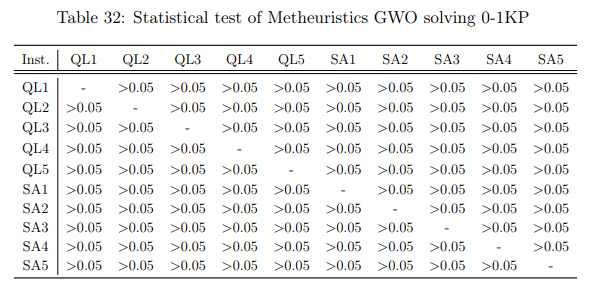 Table 32: Statistical test of Metheuristics GWO solving 0-1KP
Inst. QL1 QL2 QL3 QL4 QL5 SA1 SA2 SA3 SA4 SA5
QL1 - >0.05 >0.05 >0.05 >0.05 >0.05 >0.05 >0.05 >0.05 >0.05
QL2 >0.05 - >0.05 >0.05 >0.05 >0.05 >0.05 >0.05 >0.05 >0.05
QL3 >0.05 >0.05 - >0.05 >0.05 >0.05 >0.05 >0.05 >0.05 >0.05
QL4 >0.05 >0.05 >0.05 - >0.05 >0.05 >0.05 >0.05 >0.05 >0.05
QL5 >0.05 >0.05 >0.05 >0.05 - >0.05 >0.05 >0.05 >0.05 >0.05
SA1 >0.05 >0.05 >0.05 >0.05 >0.05 - >0.05 >0.05 >0.05 >0.05
SA2 >0.05 >0.05 >0.05 >0.05 >0.05 >0.05 - >0.05 >0.05 >0.05
SA3 >0.05 >0.05 >0.05 >0.05 >0.05 >0.05 >0.05 - >0.05 >0.05
SA4 >0.05 >0.05 >0.05 >0.05 >0.05 >0.05 >0.05 >0.05 - >0.05
SA5 >0.05 >0.05 >0.05 >0.05 >0.05 >0.05 >0.05 >0.05 >0.05 -